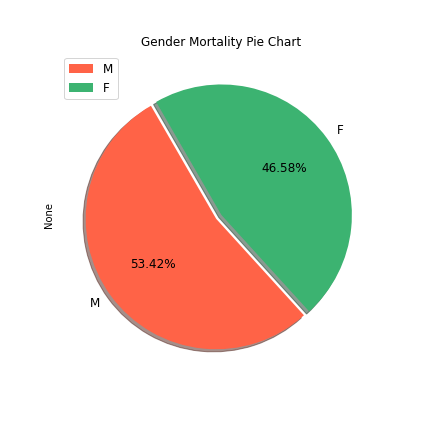 Gender Mortality Pie Chart
M
F
F
46.58%
None
53.42%
M